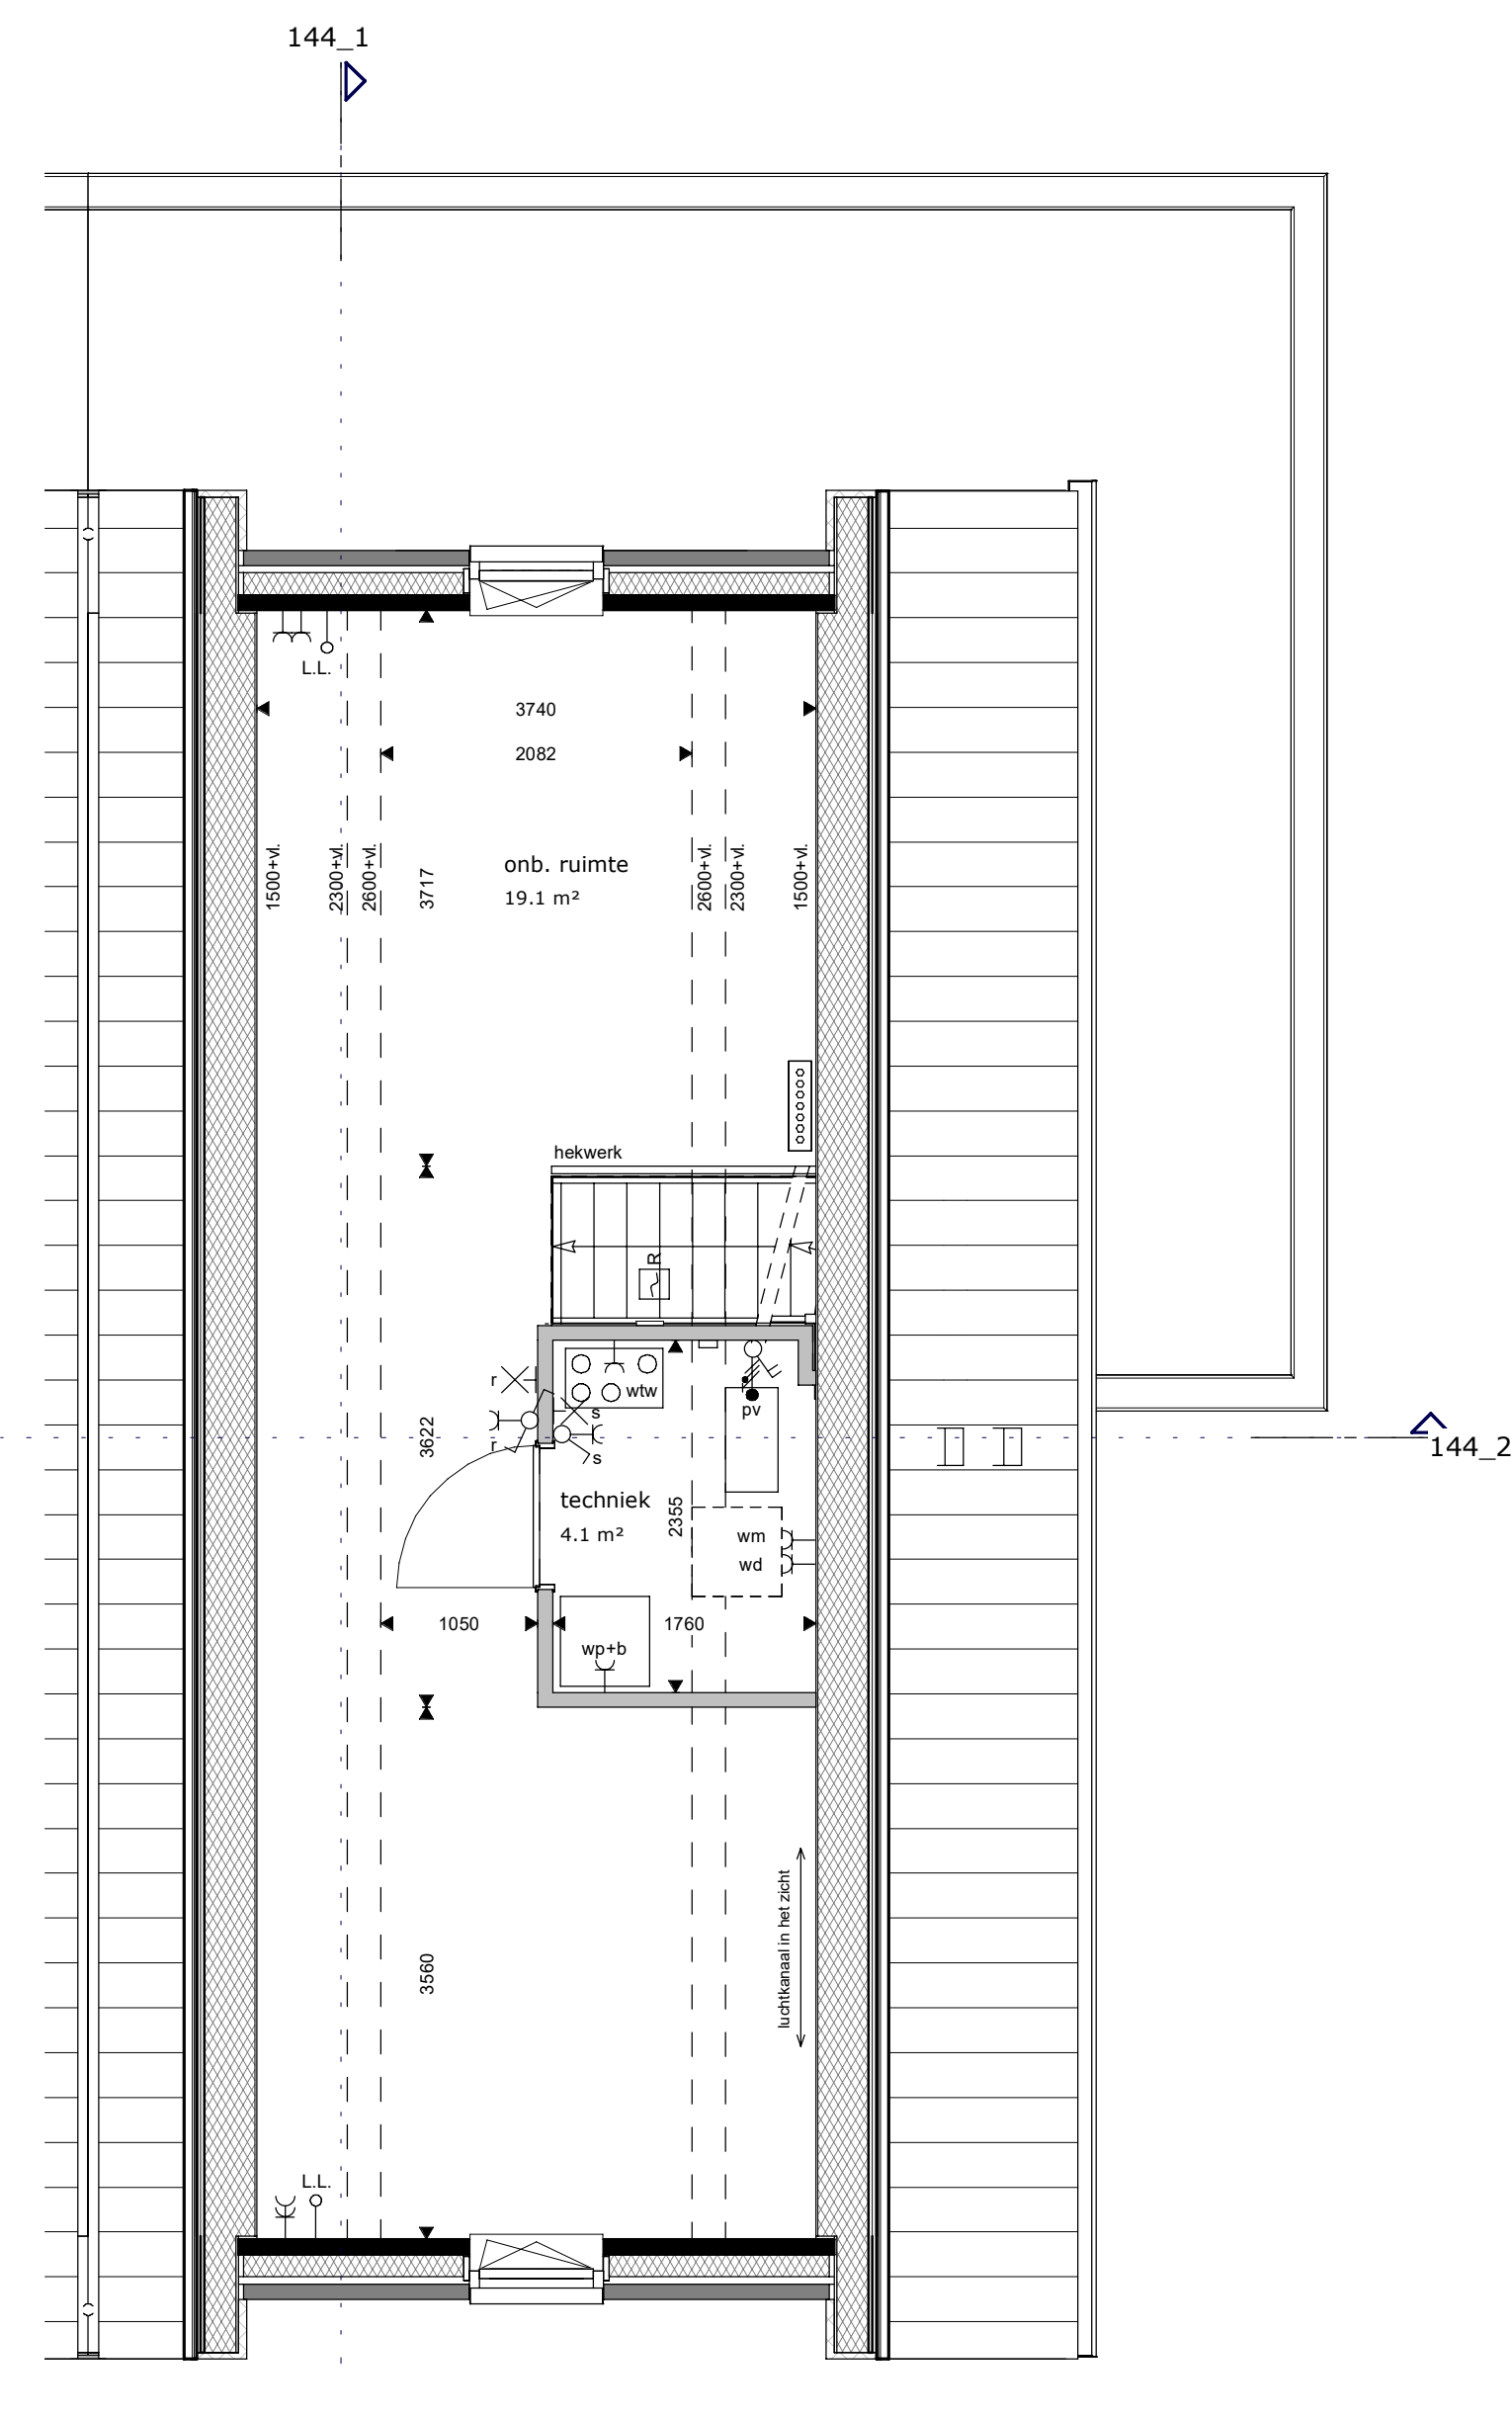 144_1
L.L.
3740
2082
1500+vl.
2300+vl.
2600+vl.
3717
onb. ruimte
19.1 m²
2600+vl.
2300+vl.
1500+vl.
hekwerk
R
r
wtw
s
pv
r
s
3622
144_2
techniek
4.1 m²
2355
wm
wd
1050
1760
wp+b
3560
luchtkanaal in het zicht
L.L.